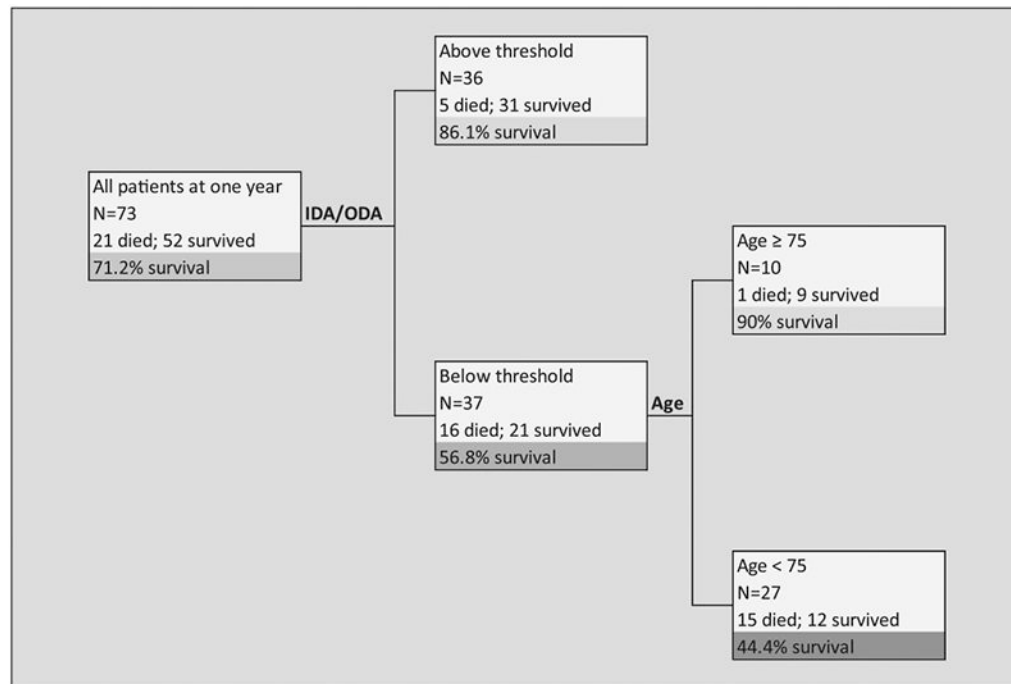 Above threshold
N=36
5 died; 31 survived
86.1% survival
All patients at one year
N=73
21 died; 52 survived
71.2% survival
IDA/ODA
Age ≥ 75
N=10
1 died; 9 survived
90% survival
Below threshold
N=37
16 died; 21 survived
56.8% survival
Age
Age < 75
N=27
15 died; 12 survived
44.4% survival